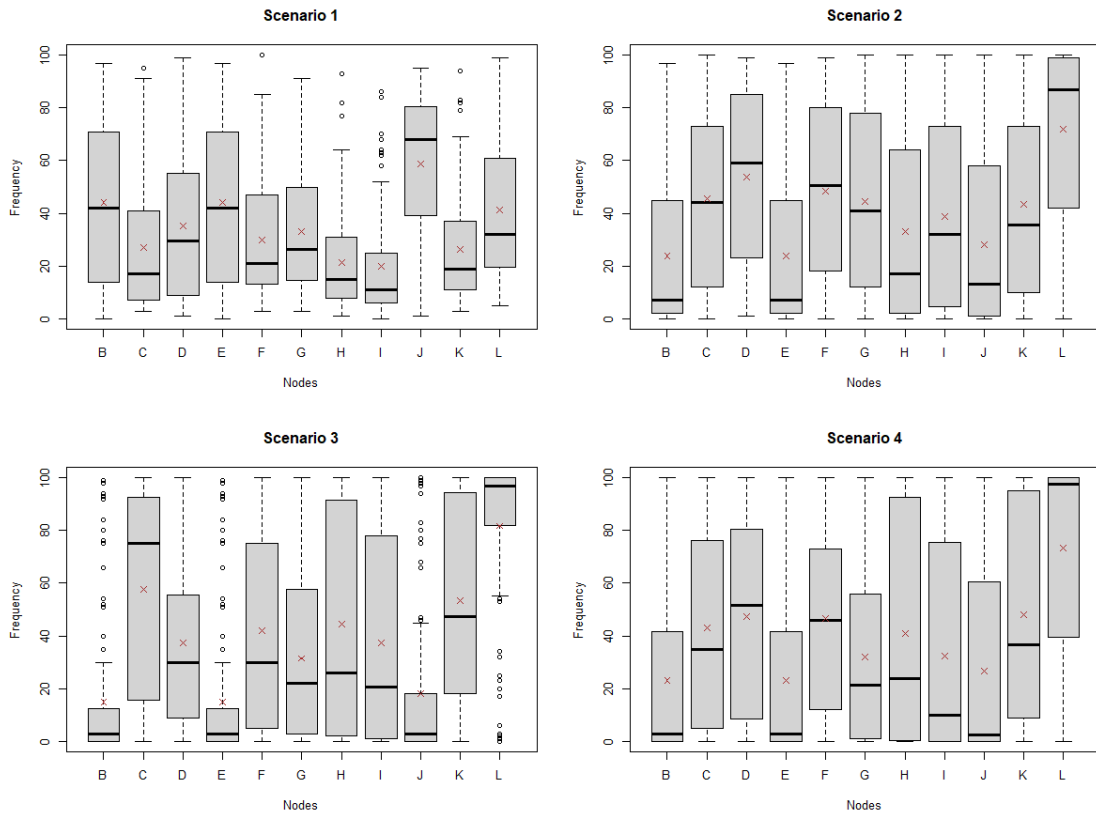 Scenario 1
Frequency
0 20 40 60 80 100
B C D E F G H I J K L
Nodes
Scenario 2
Frequency
0 20 40 60 80 100
B C D E F G H I J K L
Nodes
Scenario 3
Frequency
0 20 40 60 80 100
B C D E F G H I J K L
Nodes
Scenario 4
Frequency
0 20 40 60 80 100
B C D E F G H I J K L
Nodes